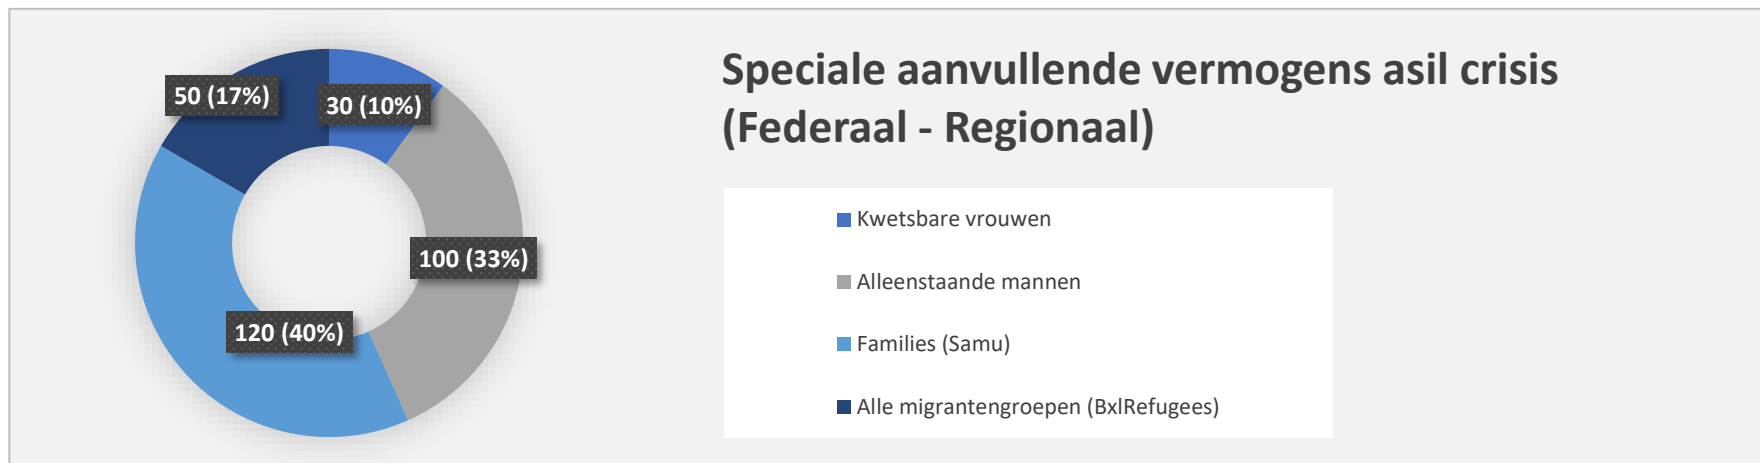 50 (17%)
30 (10%)
100 (33%)
120 (40%)
Speciale aanvullende vermogens asil crisis
(Federaal - Regionaal)
Kwetsbare vrouwen
Alleenstaande mannen
Families (Samu)
Alle migrantengroepen (BxlRefugees)